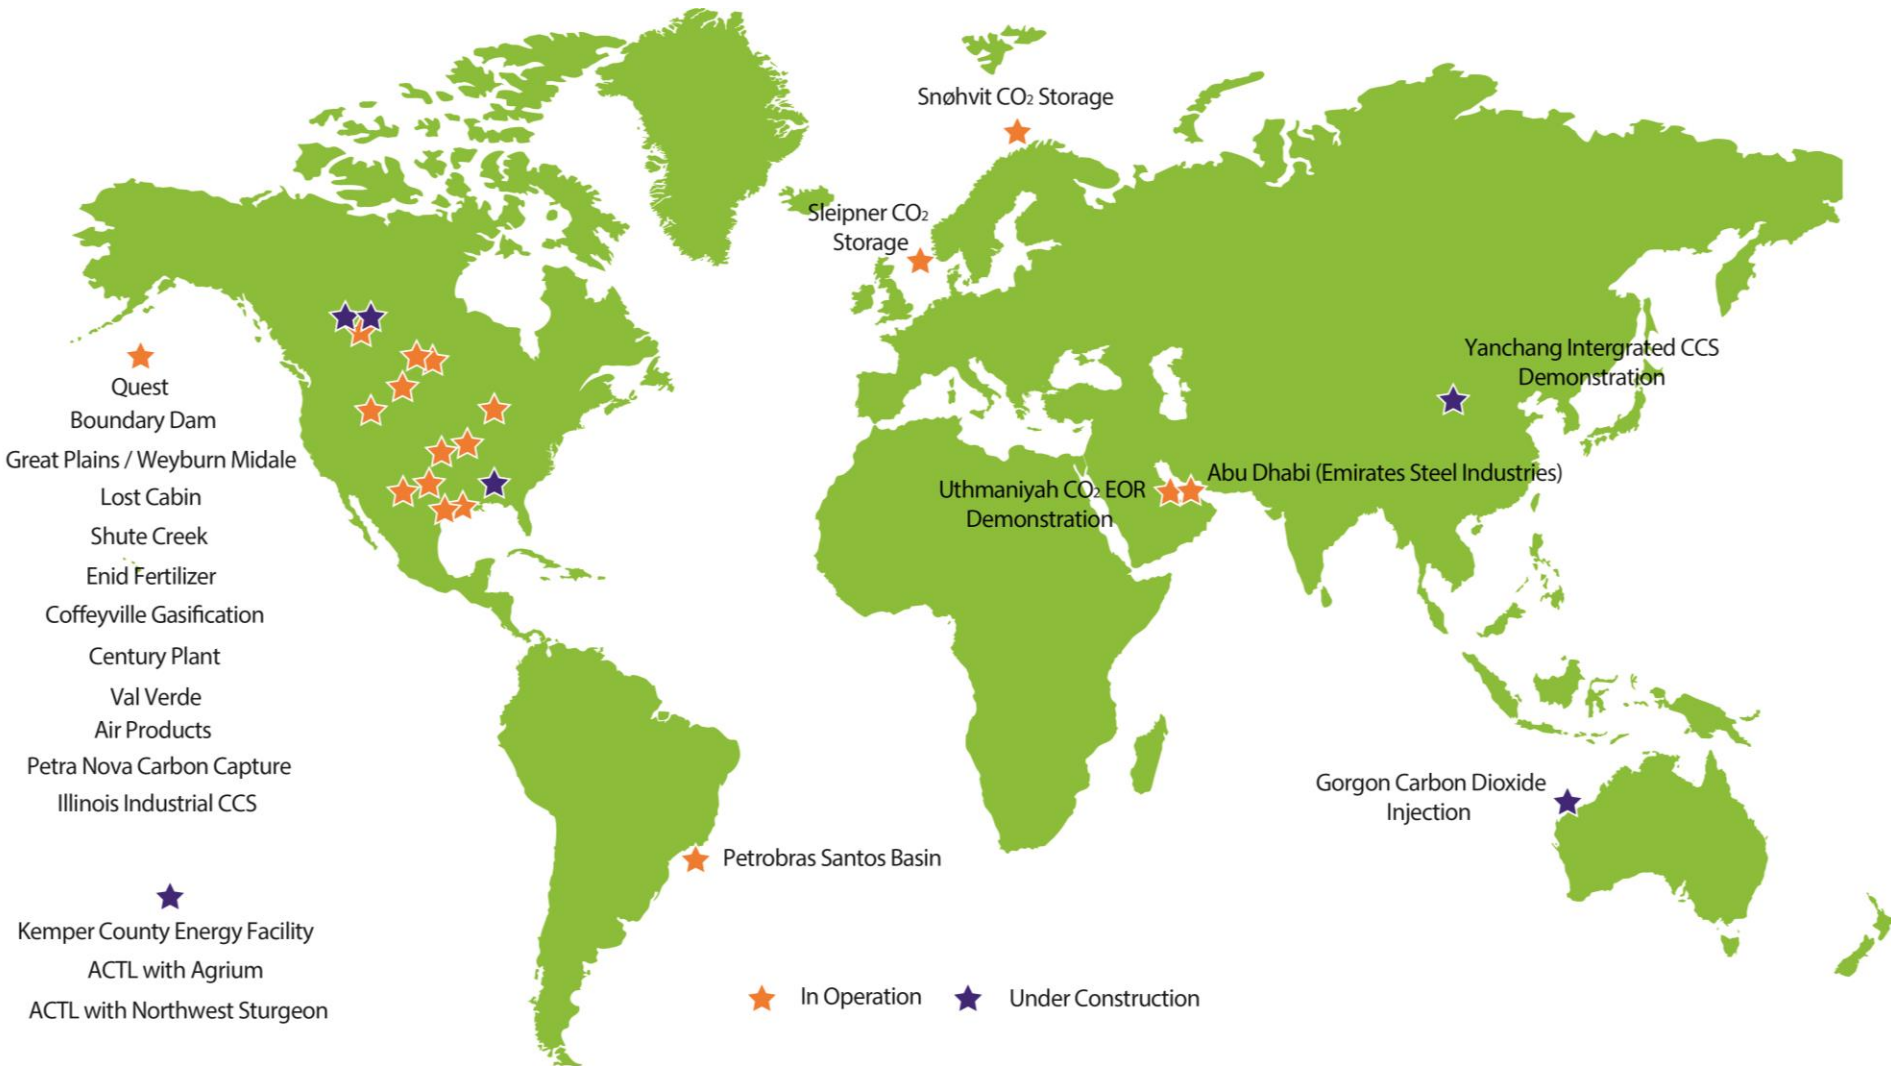 Snøhvit CO₂ Storage
Sleipner CO₂
Storage
Yanchang Intergrated CCS
Demonstration
Quest
Boundary Dam
Great Plains / Weyburn Midale
Lost Cabin
Shute Creek
Enid Fertilizer
Coffeyville Gasification
Century Plant
Val Verde
Air Products
Petra Nova Carbon Capture
Illinois Industrial CCS
Abu Dhabi (Emirates Steel Industries)
Uthmaniyah CO₂ EOR
Demonstration
Gorgon Carbon Dioxide
Injection
Petrobras Santos Basin
Kemper County Energy Facility
ACTL with Agrium
ACTL with Northwest Sturgeon
In Operation
Under Construction